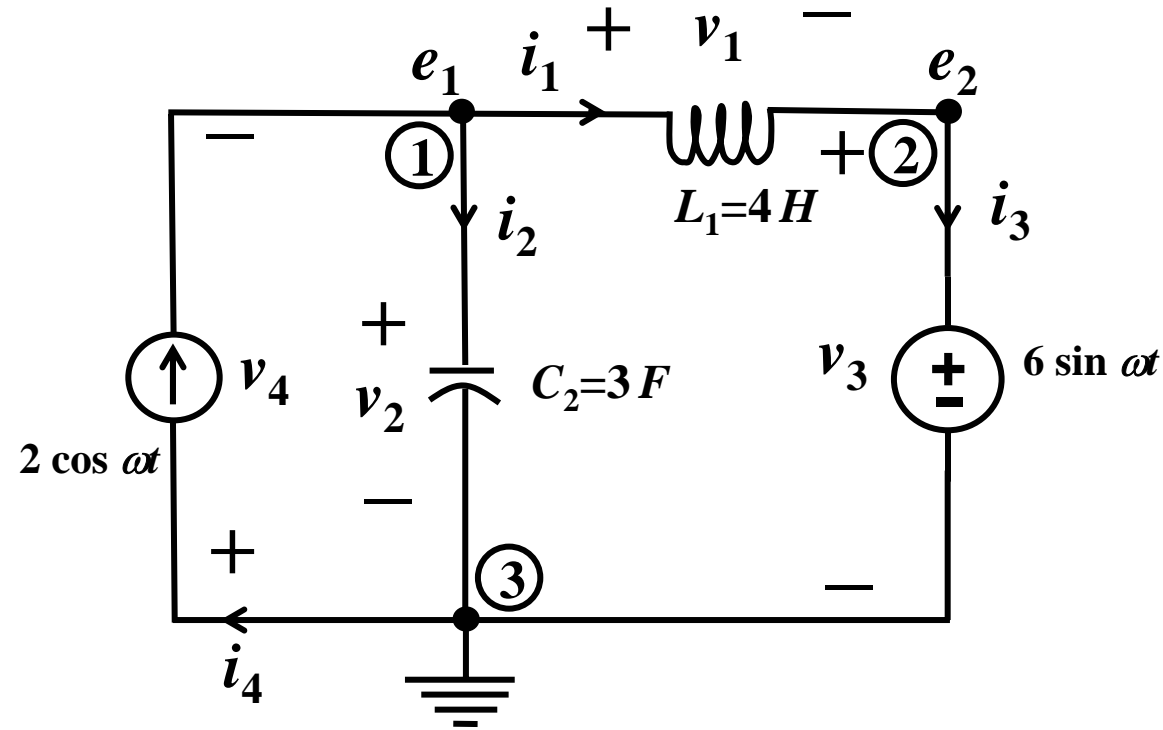 + v₁ −
e₁ i₁ e₂
− ① + ②
L₁=4 H
i₂ i₃
+
v₄ v₂ C₂=3 F v₃ + − 6 sin ωt
2 cos ωt
−
+ ③ −
i₄